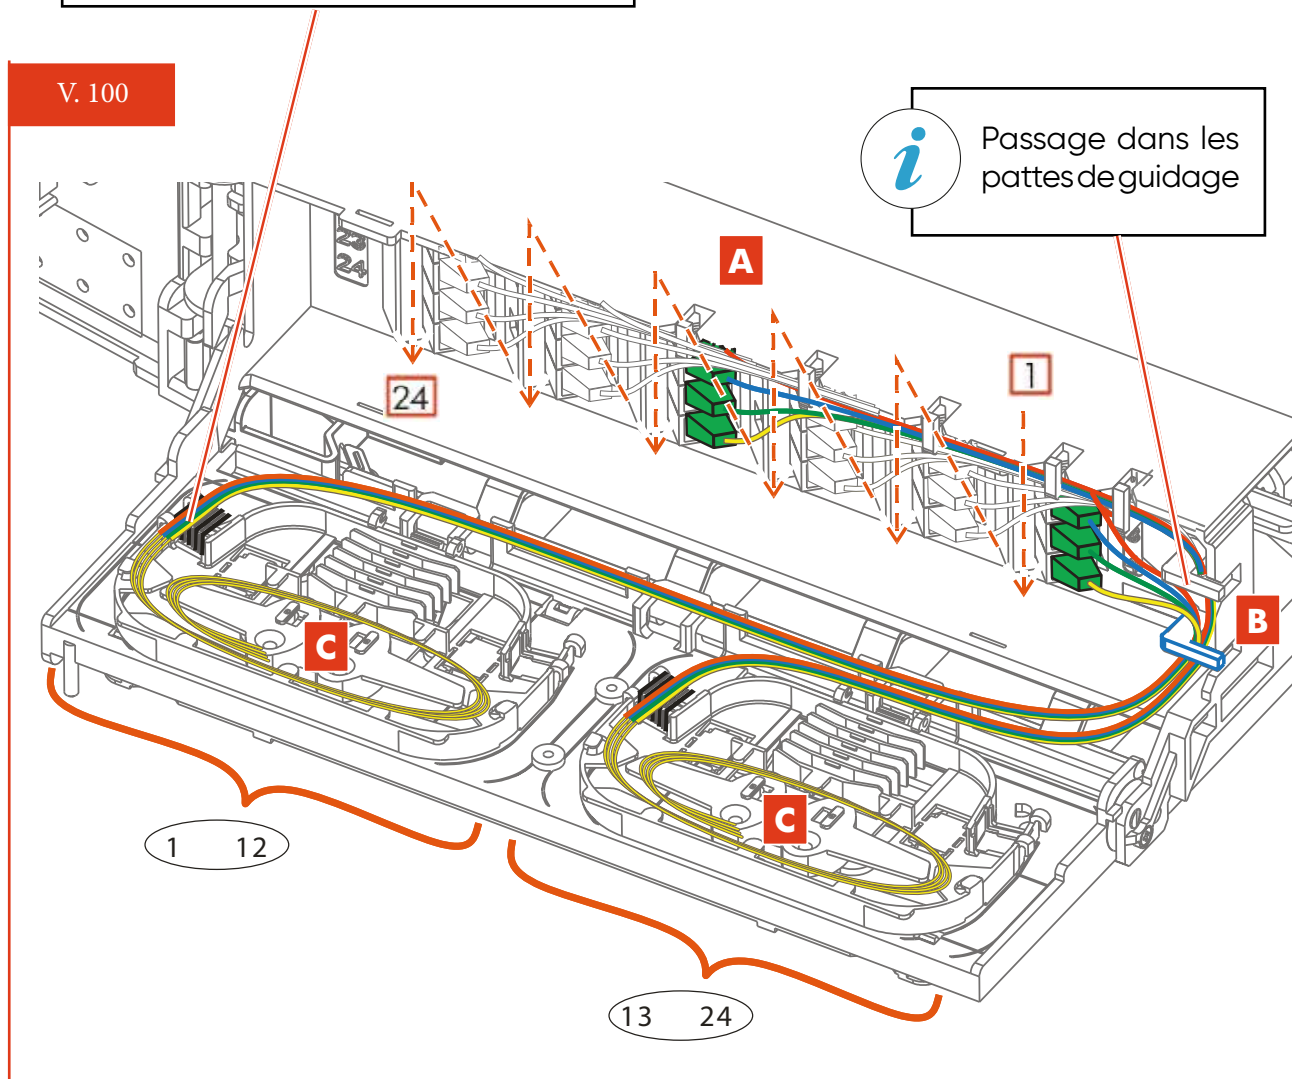 V. 100
i
Passage dans les
pattes de guidage
A
23
24
24
1
B
C
C
1 12
13 24